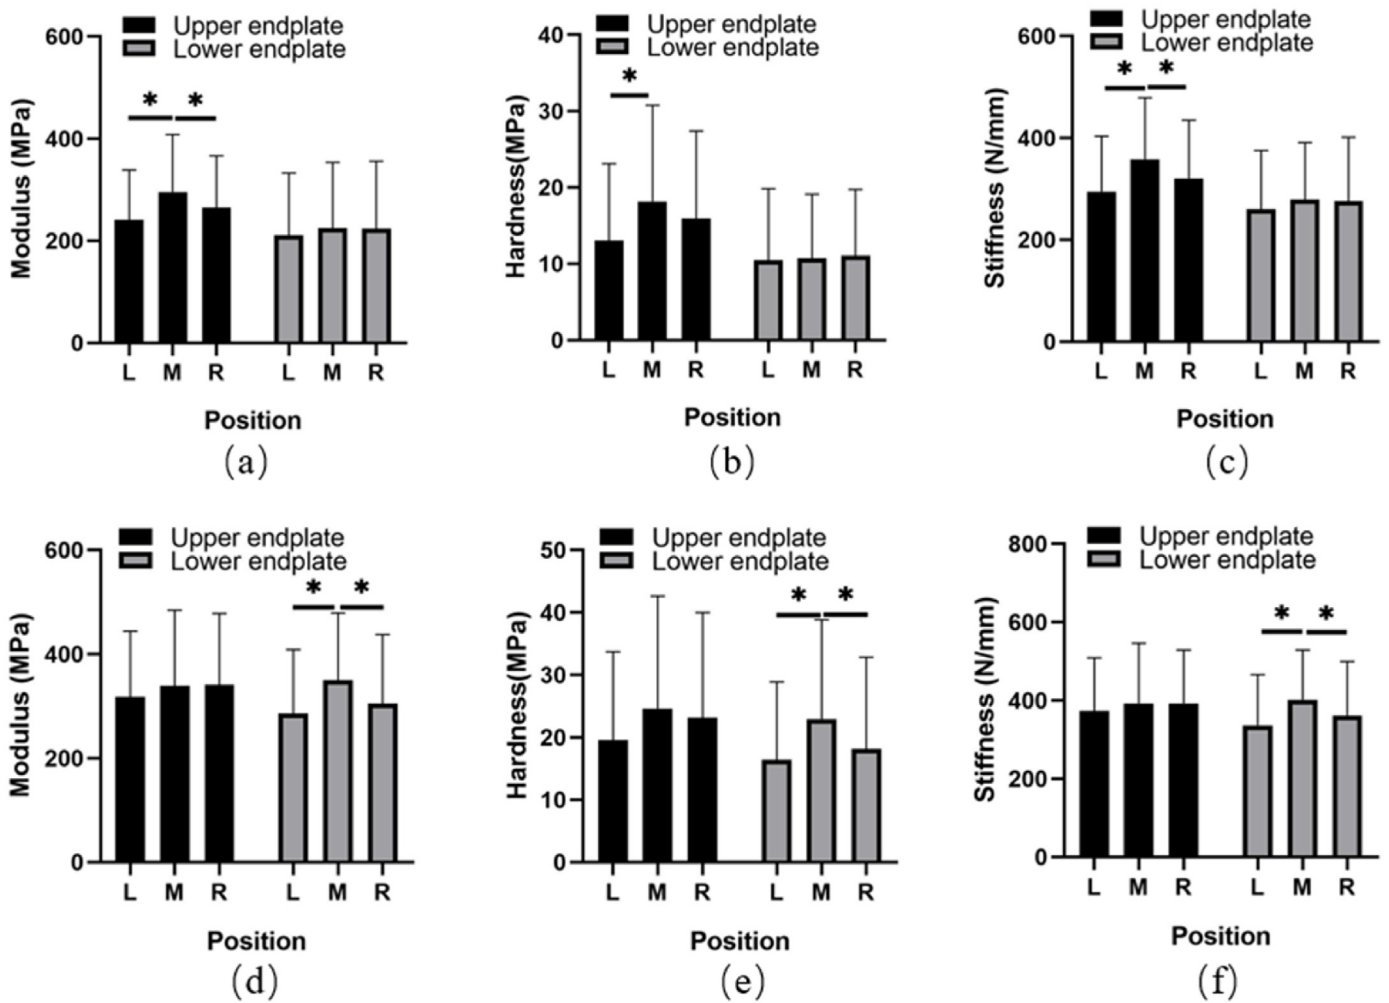 Upper endplate
Lower endplate
Modulus (MPa)
600
400
200
0
* *
L M R L M R
Position
(a)
Upper endplate
Lower endplate
Hardness(MPa)
40
30
20
10
0
*
L M R L M R
Position
(b)
Upper endplate
Lower endplate
Stiffness (N/mm)
600
400
200
0
* *
L M R L M R
Position
(c)
Upper endplate
Lower endplate
Modulus (MPa)
600
400
200
0
* *
L M R L M R
Position
(d)
Upper endplate
Lower endplate
Hardness(MPa)
50
40
30
20
10
0
* *
L M R L M R
Position
(e)
Upper endplate
Lower endplate
Stiffness (N/mm)
800
600
400
200
0
* *
L M R L M R
Position
(f)